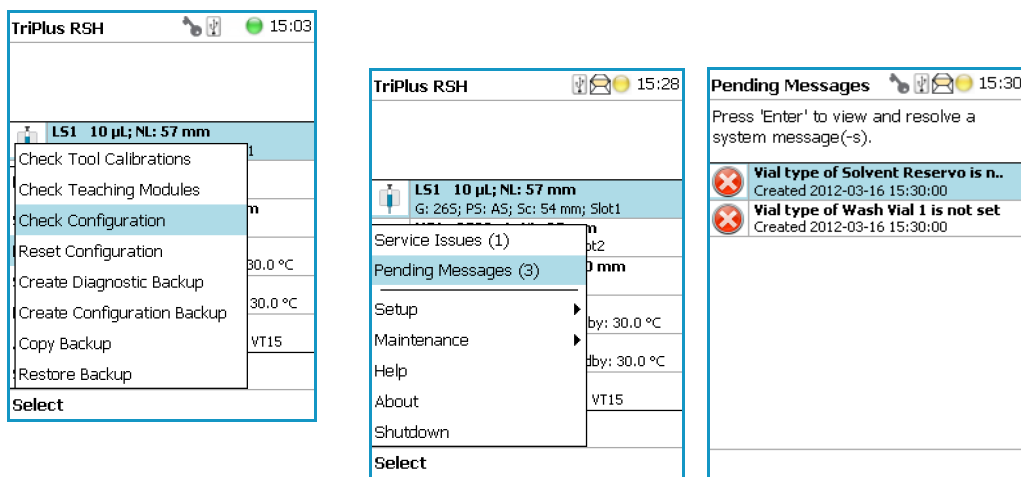 TriPlus RSH 15:03
LS1 10 µL; NL: 57 mm
1
Check Tool Calibrations
Check Teaching Modules
Check Configuration
m
Reset Configuration
30.0 °C
Create Diagnostic Backup
Create Configuration Backup
30.0 °C
Copy Backup
VT15
Restore Backup
Select
TriPlus RSH 15:28
LS1 10 µL; NL: 57 mm
G: 26S; PS: AS; Sc: 54 mm; Slot1
Service Issues (1)
Pending Messages (3)
mm
Setup
by: 30.0 °C
Maintenance
dby: 30.0 °C
Help
About
VT15
Shutdown
Select
Pending Messages 15:30
Press 'Enter' to view and resolve a
system message(-s).
Vial type of Solvent Reservo is n..
Created 2012-03-16 15:30:00
Vial type of Wash Vial 1 is not set
Created 2012-03-16 15:30:00